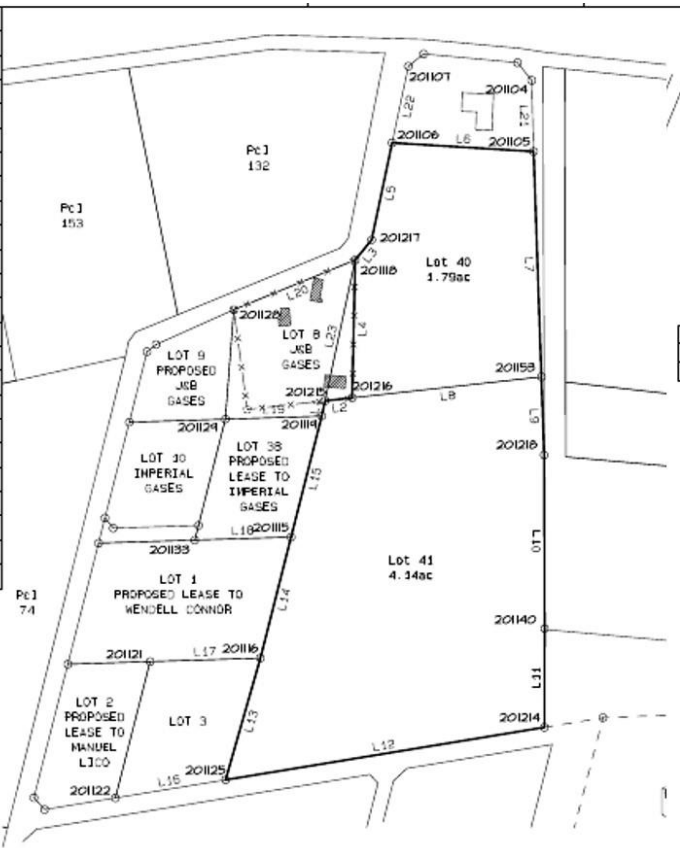 201107
201104
L22
L21
201106
L6
201105
Pcl
132
Pcl
153
L5
201217
L3
201118
Lot 40
1.79ac
L7
L20
201128
LOT 8
J&B
GASES
L23
L4
LOT 9
PROPOSED
J&B
GASES
201215
201216
201153
L19
L2
L8
201129
201119
L9
LOT 10
IMPERIAL
GASES
LOT 38
PROPOSED
LEASE TO
IMPERIAL
GASES
L15
201218
L18
201115
201133
L10
LOT 1
PROPOSED LEASE TO
WENDELL CONNOR
Lot 41
4.14ac
Pcl
74
L14
201140
201121
L17
201116
L11
LOT 2
PROPOSED
LEASE TO
MANUEL
LICO
LOT 3
L13
201214
L12
201125
L16
201122